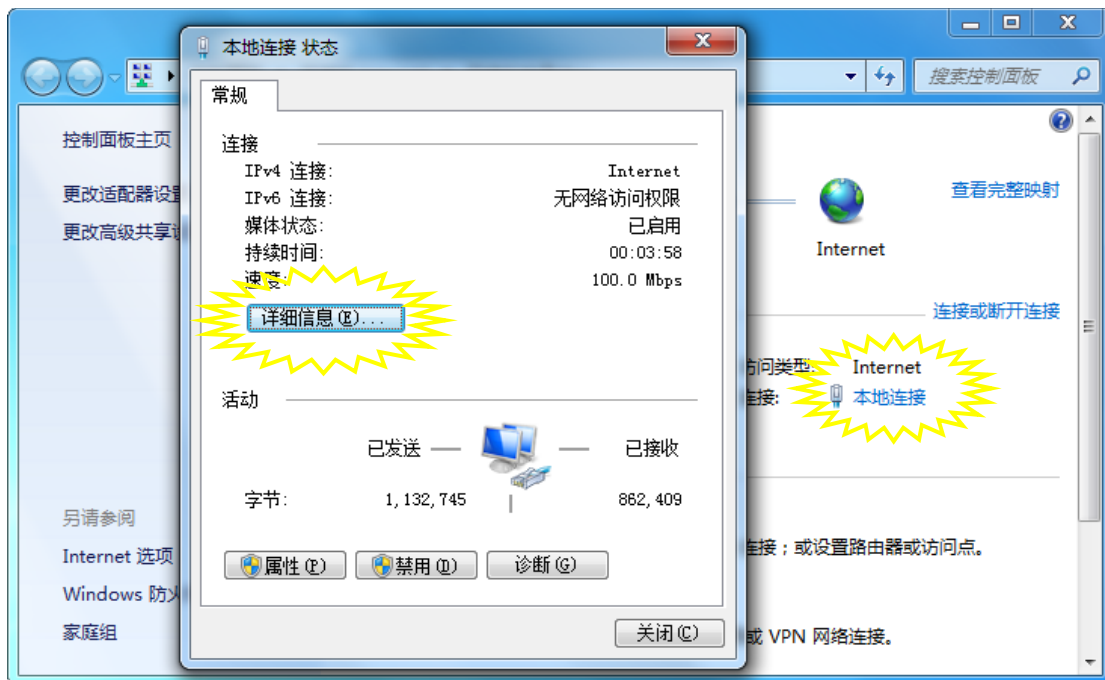 本地连接 状态
搜索控制面板
常规
控制面板主页
更改适配器设置
更改高级共享
连接
IPv4 连接: Internet
IPv6 连接: 无网络访问权限
媒体状态: 已启用
持续时间: 00:03:58
速度: 100.0 Mbps
详细信息(E)...
活动
已发送 已接收
字节: 1,132,745 862,409
属性(P) 禁用(D) 诊断(G)
关闭(C)
另请参阅
Internet 选项
Windows 防火
家庭组
查看完整映射
Internet
连接或断开连接
访问类型: Internet
连接: 本地连接
连接；或设置路由器或访问点。
或 VPN 网络连接。